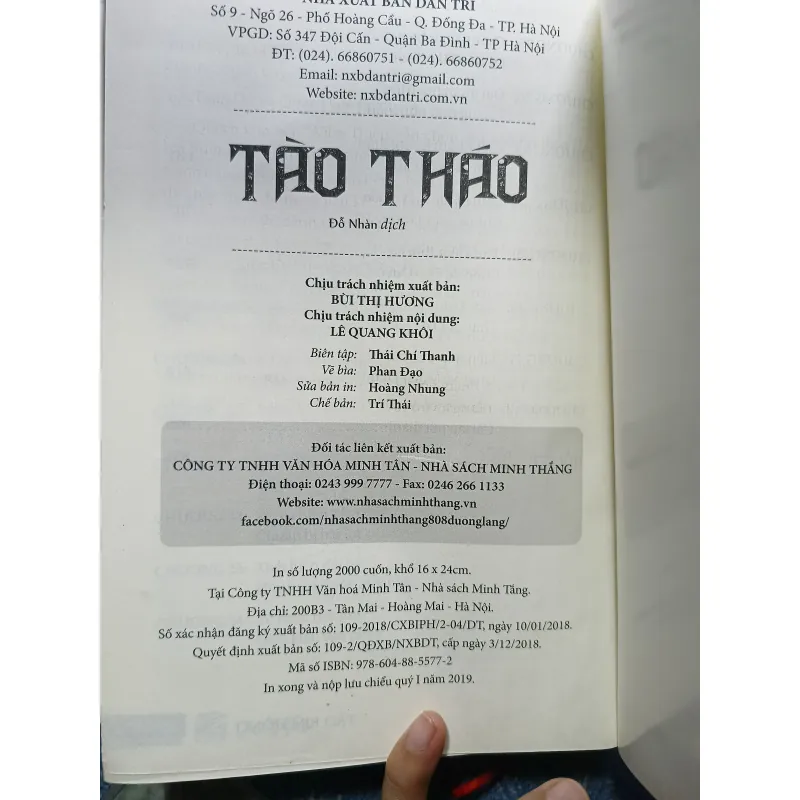 NHÀ XUẤT BẢN DÂN TRÍ
Số 9 - Ngõ 26 - Phố Hoàng Cầu - Q. Đống Đa - TP. Hà Nội
VPGD: Số 347 Đội Cấn - Quận Ba Đình - TP Hà Nội
ĐT: (024). 66860751 - (024). 66860752
Email: nxbdantri@gmail.com
Website: nxbdantri.com.vn
TÀO THÁO
Đỗ Nhàn dịch
Chịu trách nhiệm xuất bản:
BÙI THỊ HƯƠNG
Chịu trách nhiệm nội dung:
LÊ QUANG KHÔI
Biên tập: Thái Chí Thanh
Vẽ bìa: Phan Đạo
Sửa bản in: Hoàng Nhung
Chế bản: Trí Thái
Đối tác liên kết xuất bản:
CÔNG TY TNHH VĂN HÓA MINH TÂN - NHÀ SÁCH MINH THẮNG
Điện thoại: 0243 999 7777 - Fax: 0246 266 1133
Website: www.nhasachminhthang.vn
facebook.com/nhasachminhthang808duonglang/
In số lượng 2000 cuốn, khổ 16 x 24cm.
Tại Công ty TNHH Văn hoá Minh Tân - Nhà sách Minh Tăng.
Địa chỉ: 200B3 - Tân Mai - Hoàng Mai - Hà Nội.
Số xác nhận đăng ký xuất bản số: 109-2018/CXBIPH/2-04/DT, ngày 10/01/2018.
Quyết định xuất bản số: 109-2/QĐXB/NXBDT, cấp ngày 3/12/2018.
Mã số ISBN: 978-604-88-5577-2
In xong và nộp lưu chiểu quý I năm 2019.